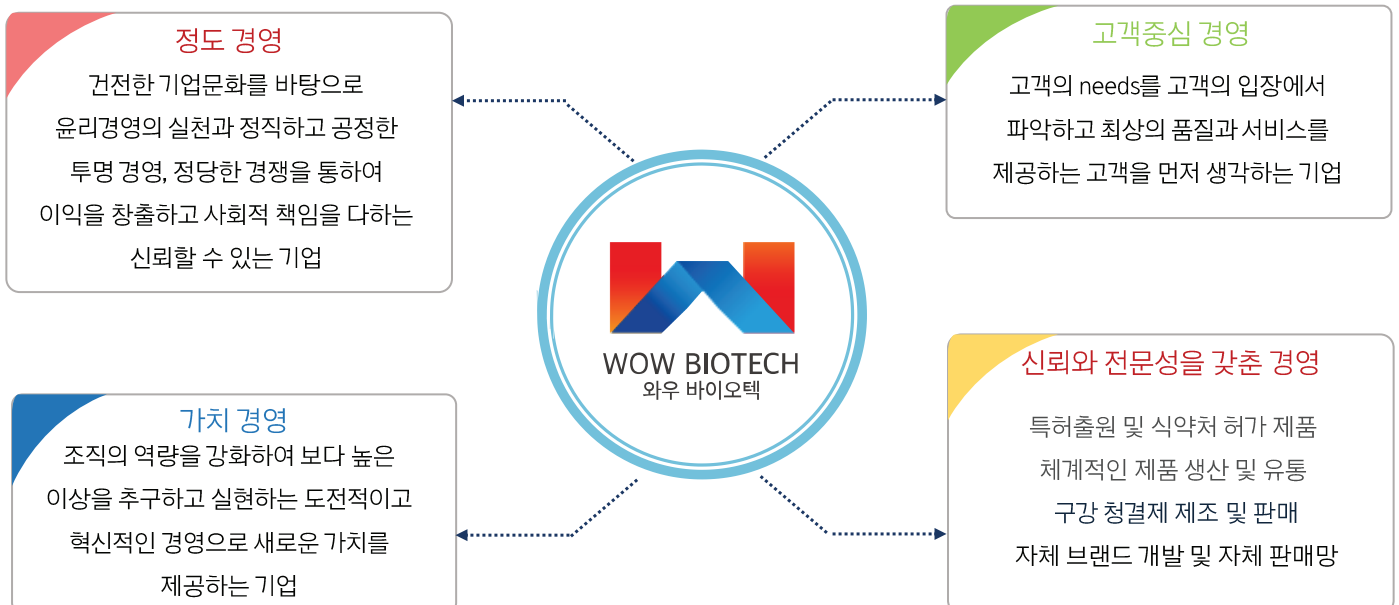 정도 경영
건전한 기업문화를 바탕으로
윤리경영의 실천과 정직하고 공정한
투명 경영, 정당한 경쟁을 통하여
이익을 창출하고 사회적 책임을 다하는
신뢰할 수 있는 기업
고객중심 경영
고객의 needs를 고객의 입장에서
파악하고 최상의 품질과 서비스를
제공하는 고객을 먼저 생각하는 기업
WOW BIOTECH
와우 바이오텍
가치 경영
조직의 역량을 강화하여 보다 높은
이상을 추구하고 실현하는 도전적이고
혁신적인 경영으로 새로운 가치를
제공하는 기업
신뢰와 전문성을 갖춘 경영
특허출원 및 식약처 허가 제품
체계적인 제품 생산 및 유통
구강 청결제 제조 및 판매
자체 브랜드 개발 및 자체 판매망